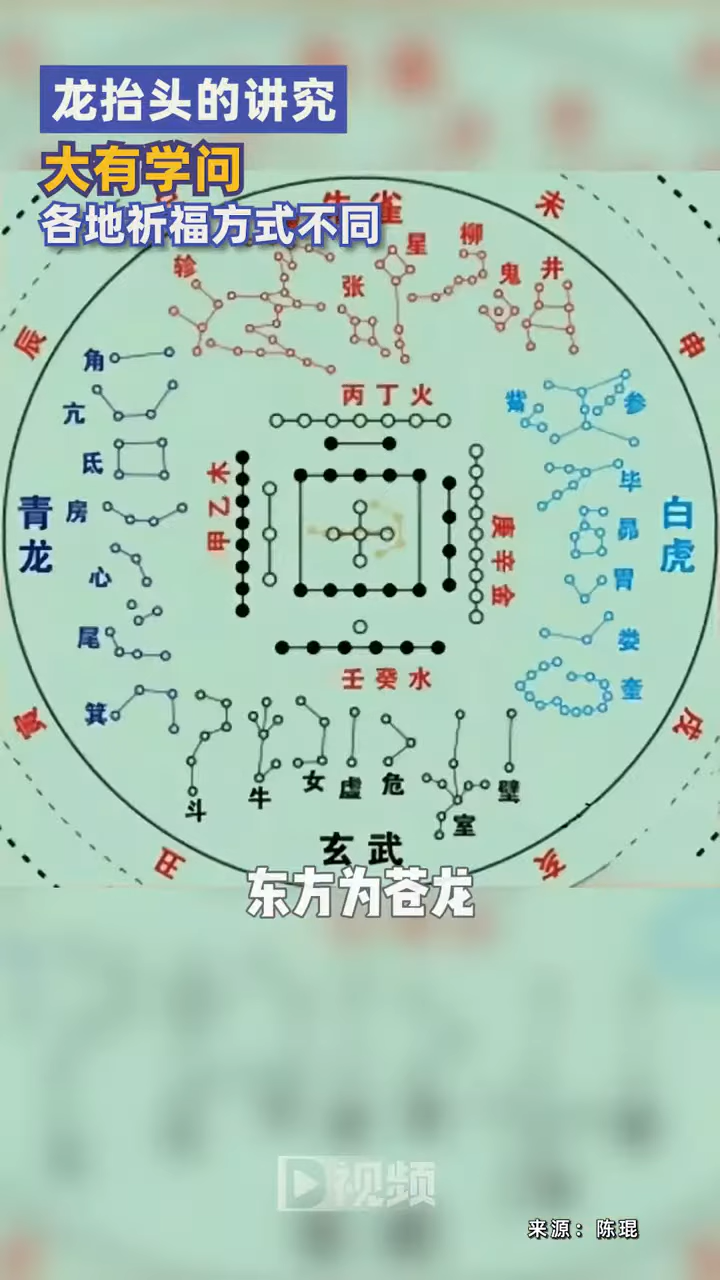 龙抬头的讲究
大有学问
各地祈福方式不同
朱雀
未
轸
张
星
柳
鬼
井
辰
申
角
亢
氐
房
心
尾
箕
青龙
丙丁火
甲乙木
庚辛金
壬癸水
觜
参
毕
昴
胃
娄
奎
白虎
寅
戌
斗
牛
女
虚
危
室
壁
玄武
丑
亥
东方为苍龙
视频
来源：陈琨